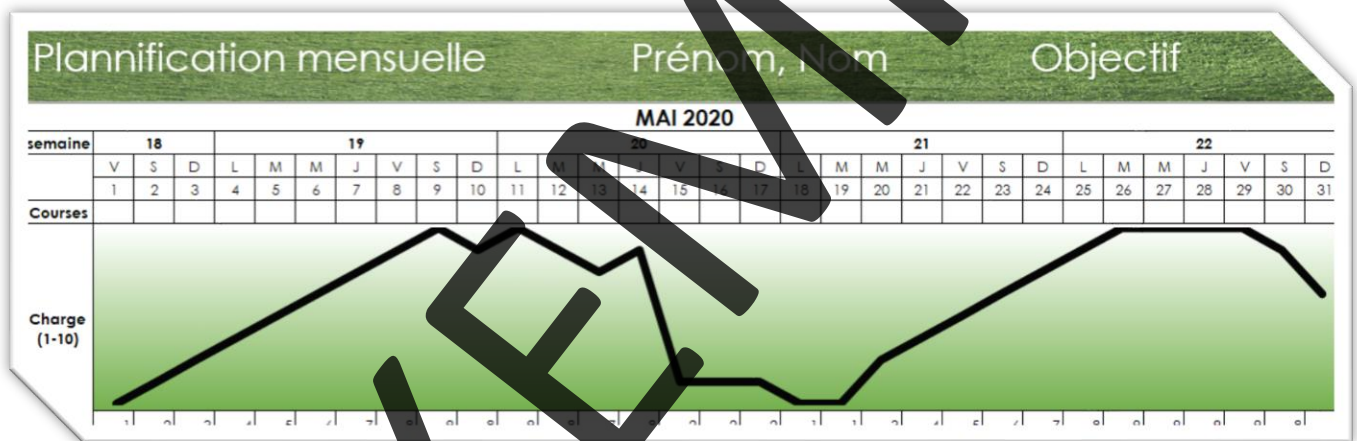 Plannification mensuelle Prénom, Nom Objectif
MAI 2020
semaine 18 19 20 21 22
V S D L M M J V S D L M M J V S D L M M J V S D L M M J V S D
1 2 3 4 5 6 7 8 9 10 11 12 13 14 15 16 17 18 19 20 21 22 23 24 25 26 27 28 29 30 31
Courses
Charge
(1-10)